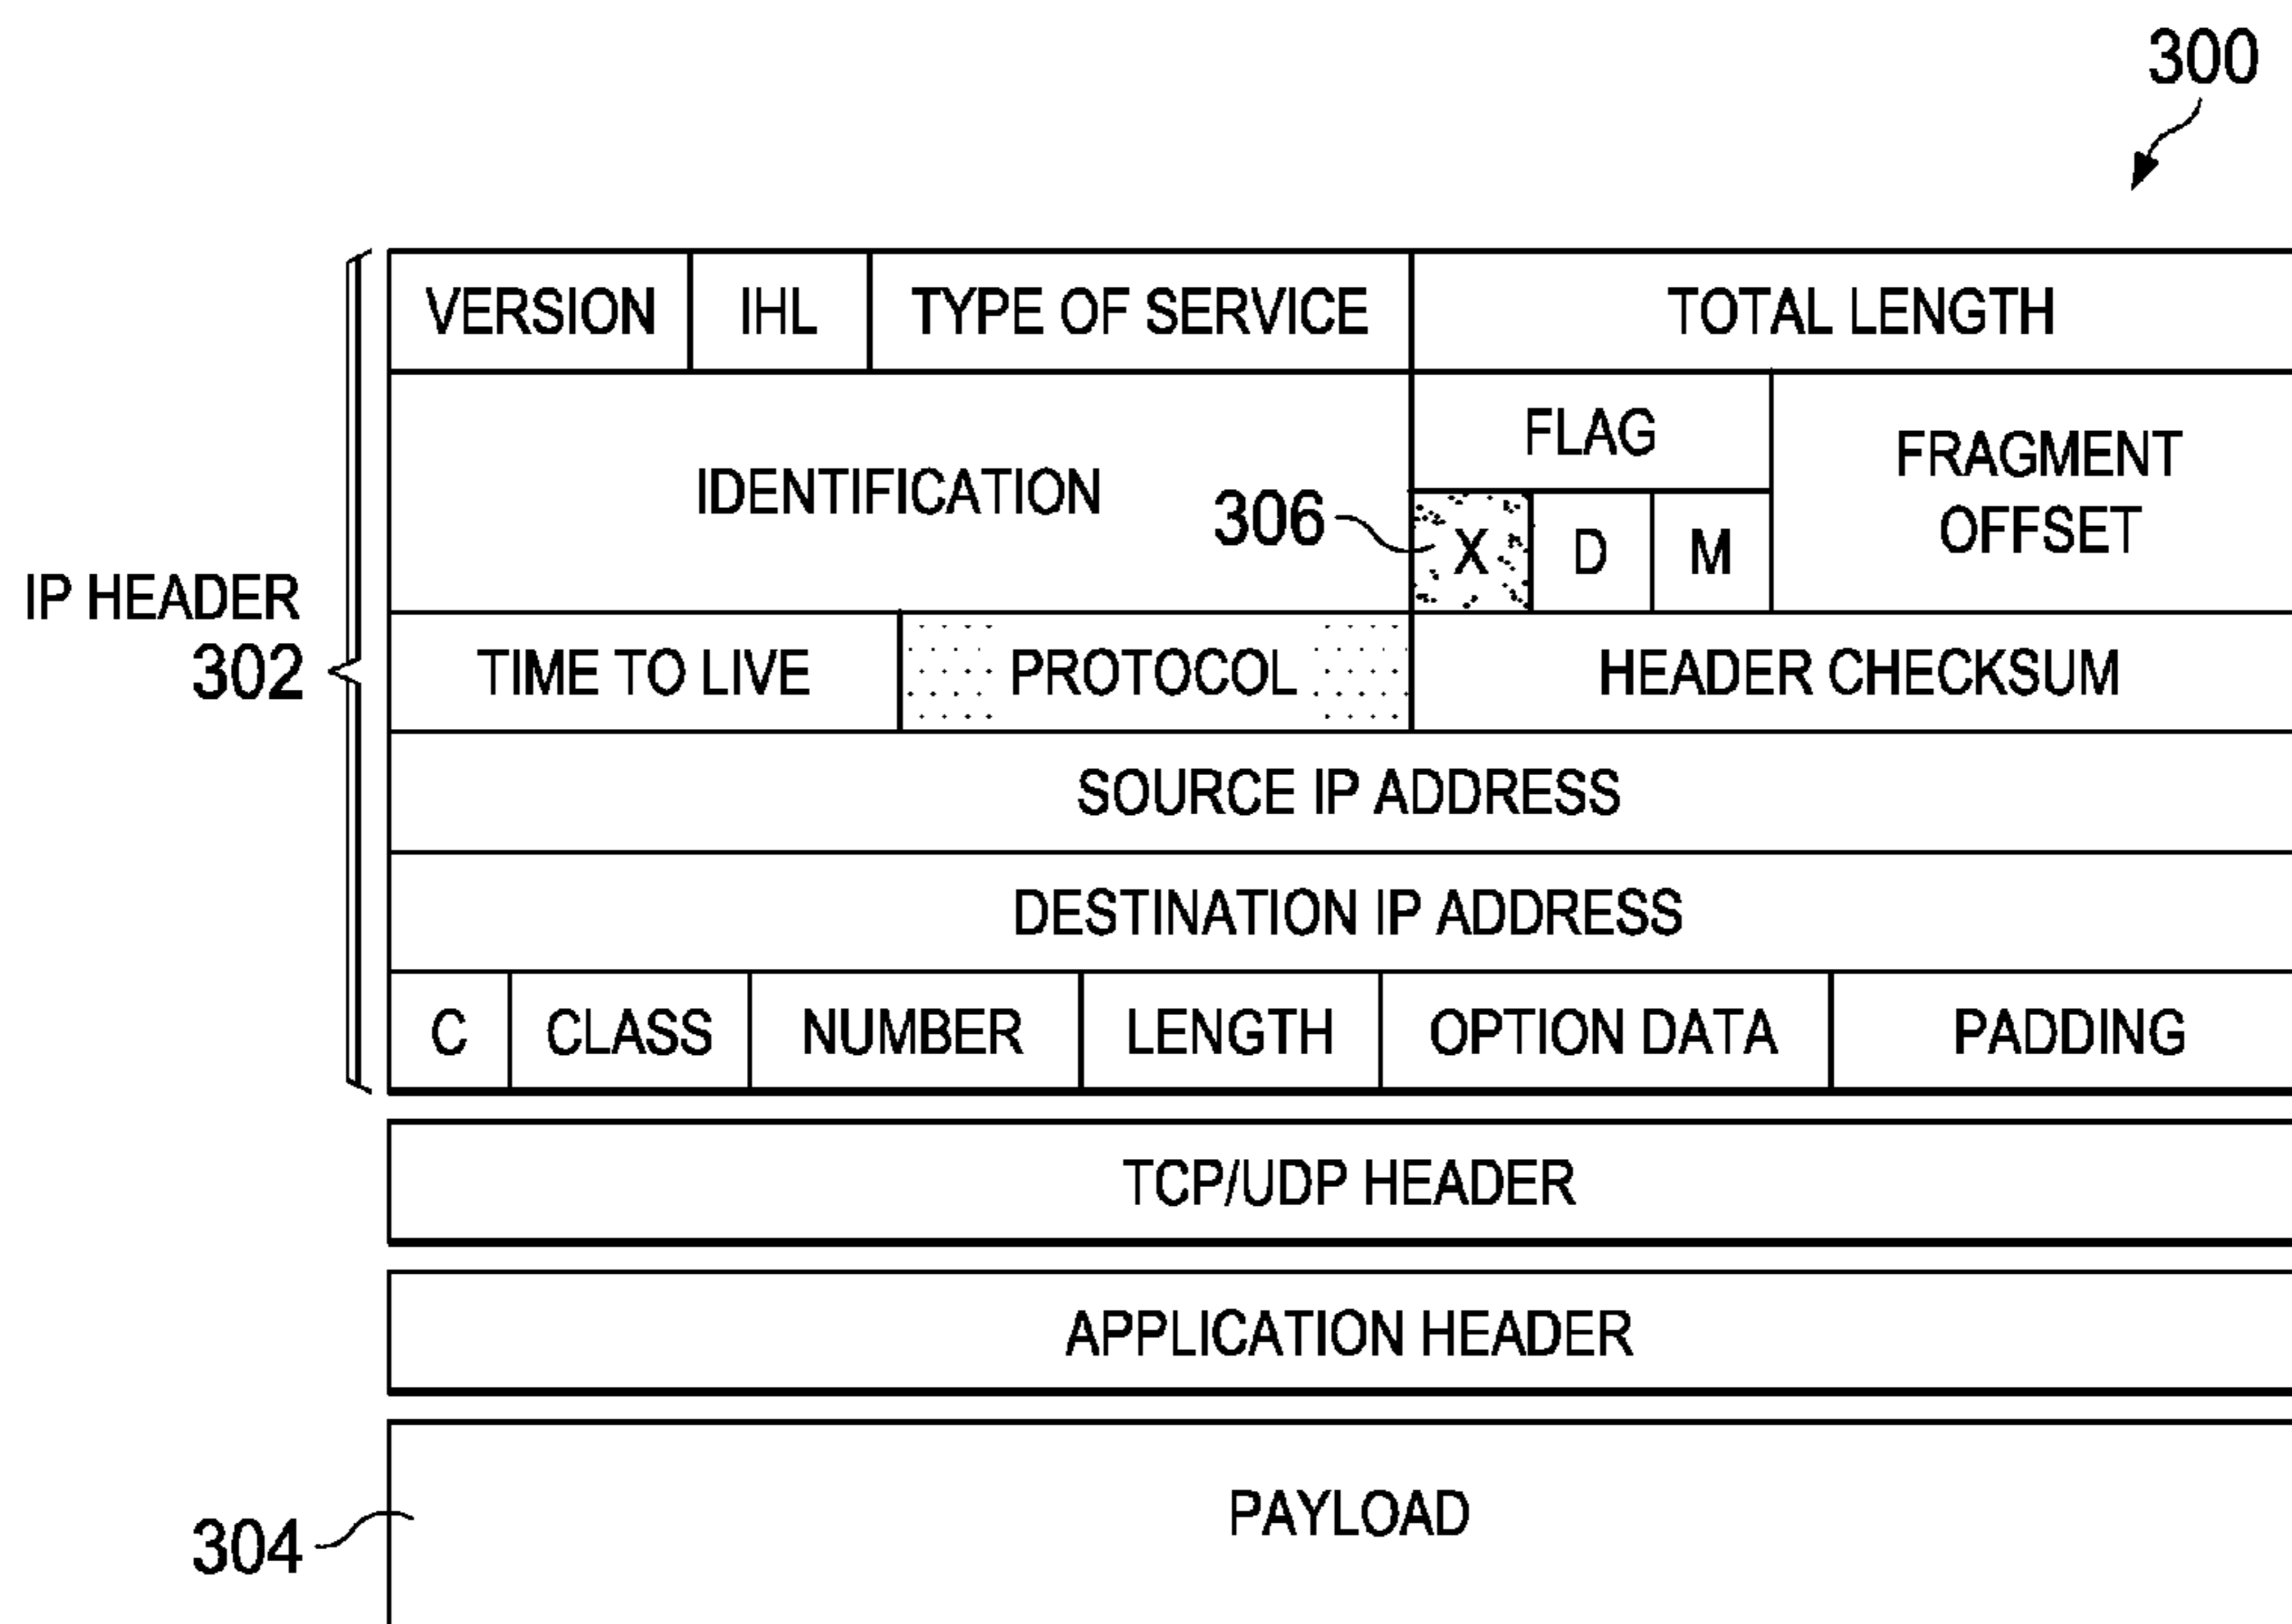 300
VERSION IHL TYPE OF SERVICE TOTAL LENGTH
IDENTIFICATION
FLAG
306 X D M
FRAGMENT
OFFSET
IP HEADER
302
TIME TO LIVE PROTOCOL HEADER CHECKSUM
SOURCE IP ADDRESS
DESTINATION IP ADDRESS
C CLASS NUMBER LENGTH OPTION DATA PADDING
TCP/UDP HEADER
APPLICATION HEADER
PAYLOAD
304